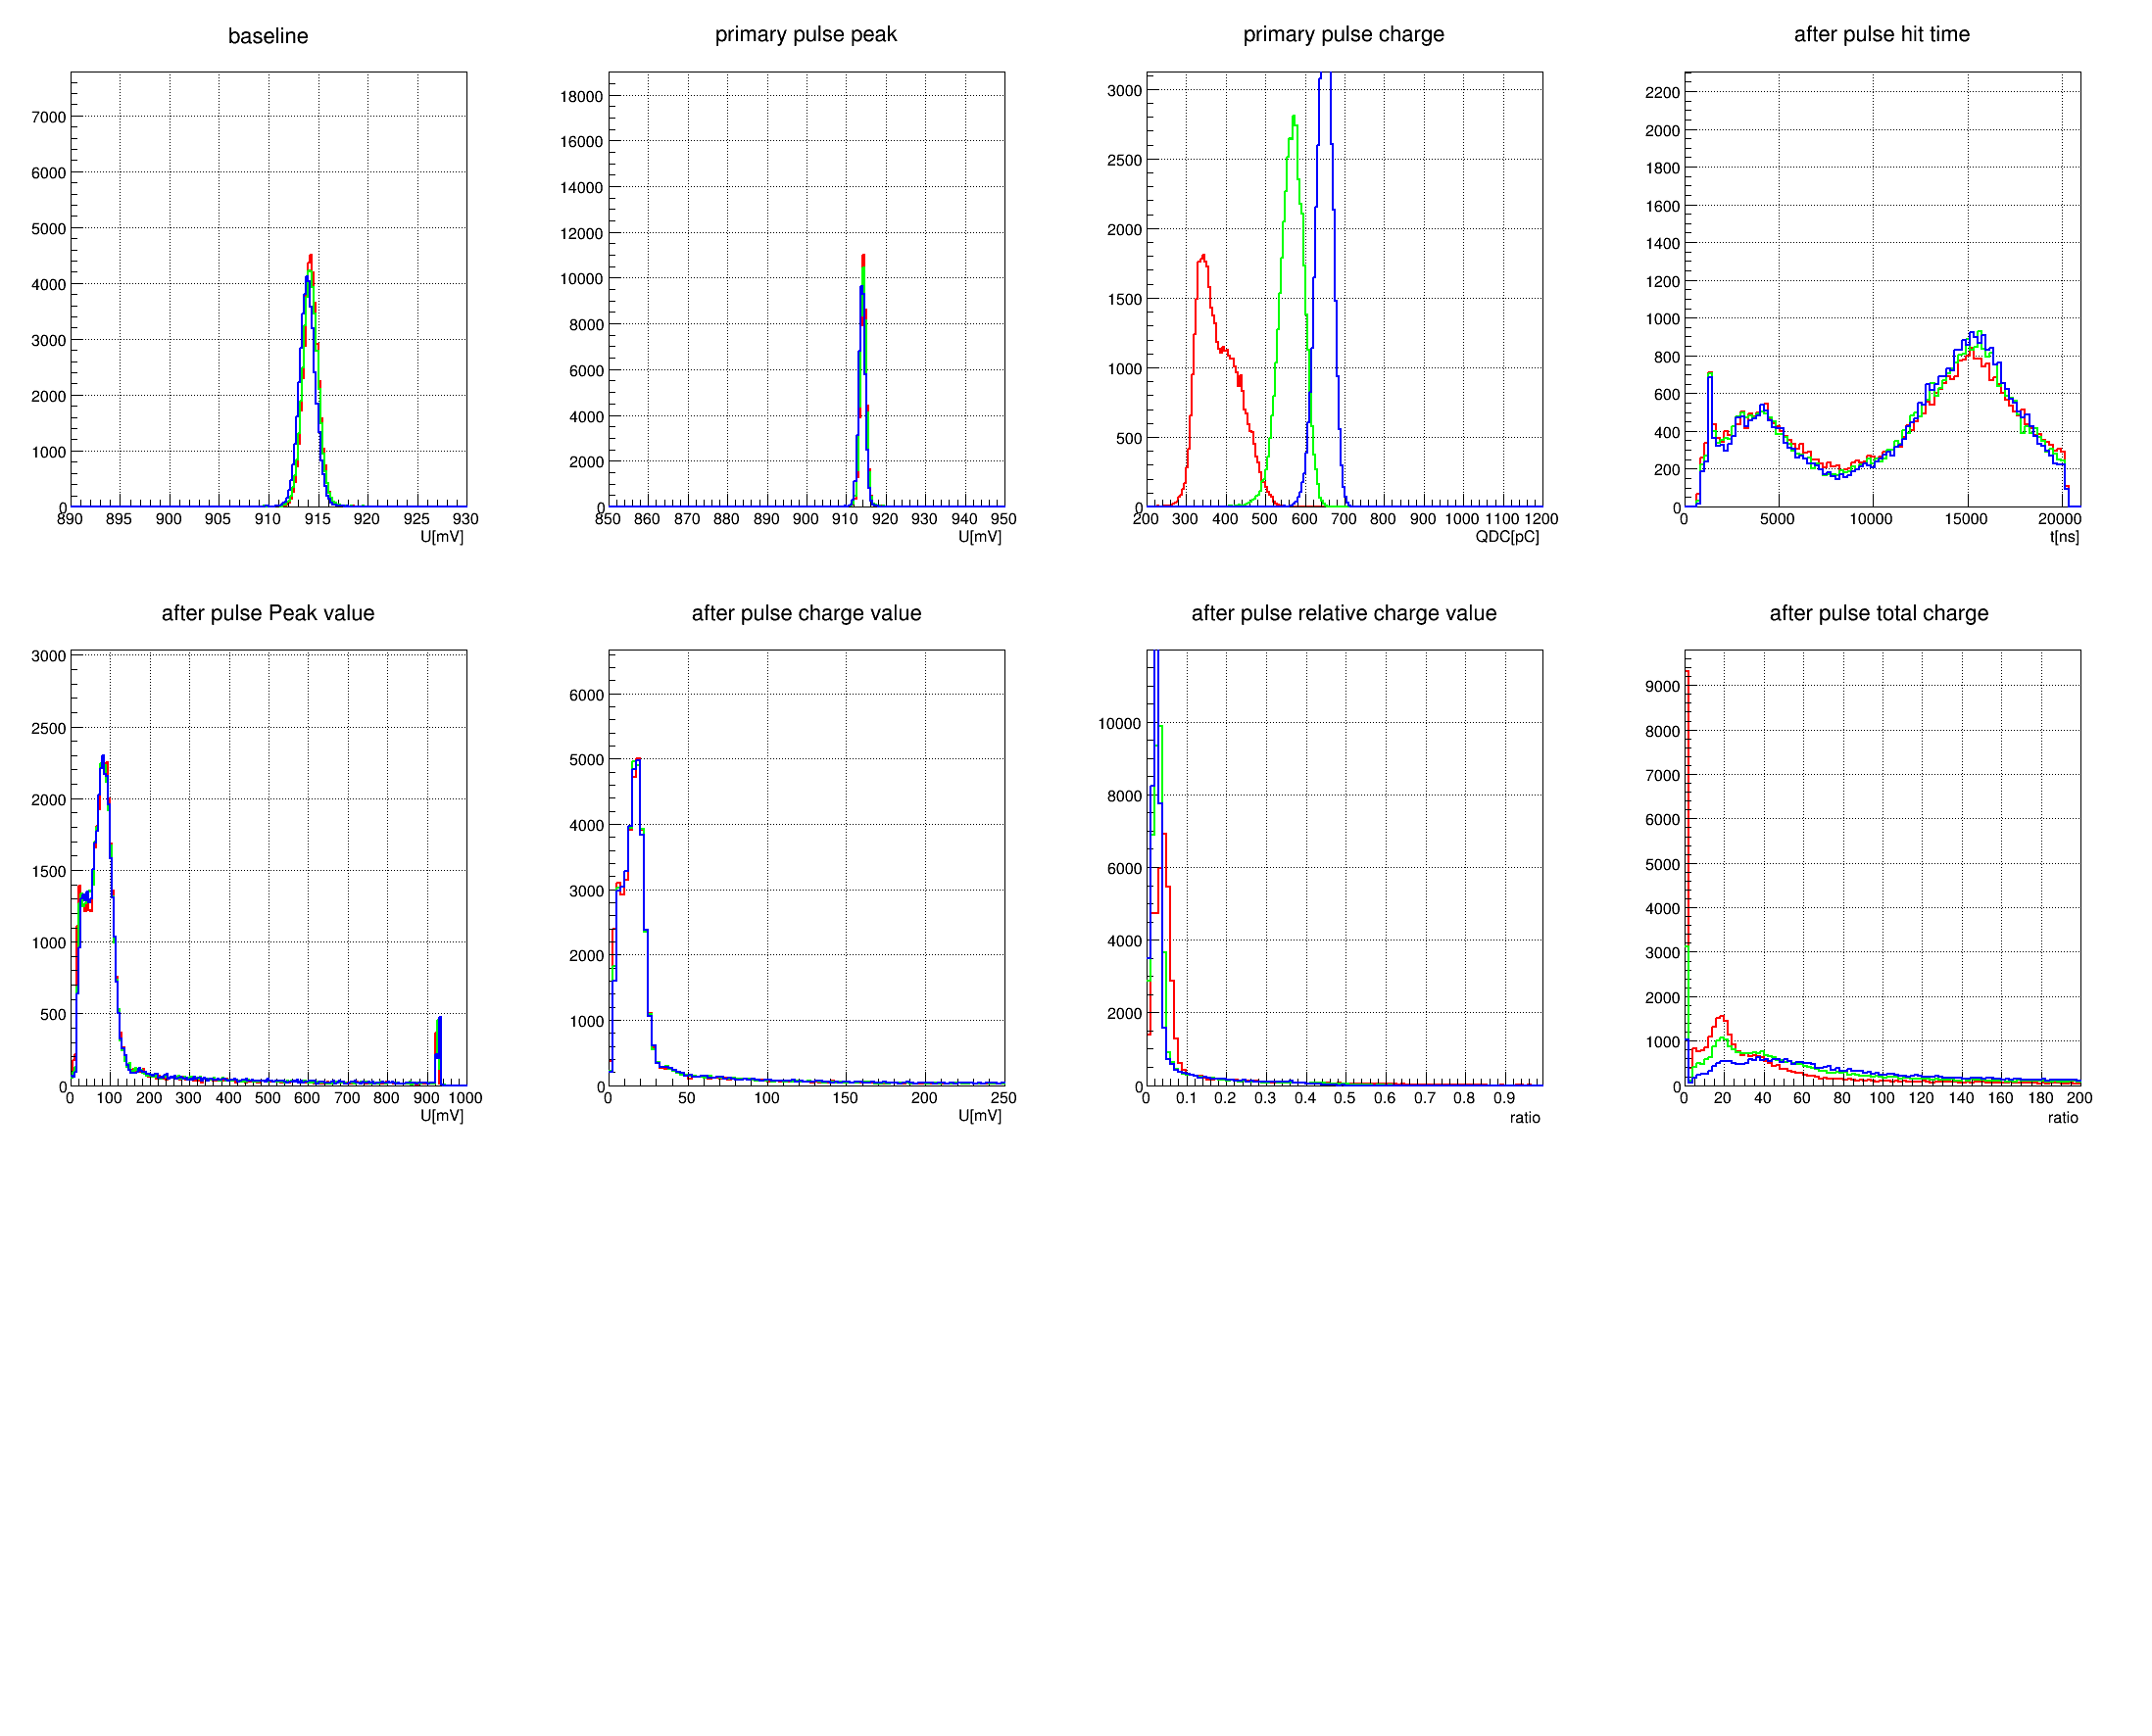 baseline
7000
6000
5000
4000
3000
2000
1000
0
890 895 900 905 910 915 920 925 930
U[mV]
primary pulse peak
18000
16000
14000
12000
10000
8000
6000
4000
2000
0
850 860 870 880 890 900 910 920 930 940 950
U[mV]
primary pulse charge
3000
2500
2000
1500
1000
500
0
200 300 400 500 600 700 800 900 1000 1100 1200
QDC[pC]
after pulse hit time
2200
2000
1800
1600
1400
1200
1000
800
600
400
200
0
0 5000 10000 15000 20000
t[ns]
after pulse Peak value
3000
2500
2000
1500
1000
500
0
0 100 200 300 400 500 600 700 800 900 1000
U[mV]
after pulse charge value
6000
5000
4000
3000
2000
1000
0
0 50 100 150 200 250
U[mV]
after pulse relative charge value
10000
8000
6000
4000
2000
0
0 0.1 0.2 0.3 0.4 0.5 0.6 0.7 0.8 0.9
ratio
after pulse total charge
9000
8000
7000
6000
5000
4000
3000
2000
1000
0
0 20 40 60 80 100 120 140 160 180 200
ratio